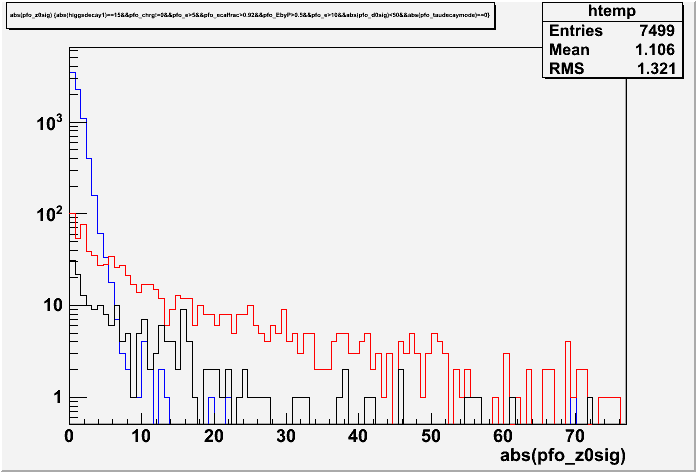 abs(pfo_z0sig) {abs(higgsdecay1)==15&&pfo_chrg!=0&&pfo_e>5&&pfo_ecalfrac>0.92&&pfo_EbyP>0.5&&pfo_e>10&&abs(pfo_d0sig)<50&&abs(pfo_taudecaymode)==0}
htemp
Entries 7499
Mean 1.106
RMS 1.321
10³
10²
10
1
0 10 20 30 40 50 60 70
abs(pfo_z0sig)